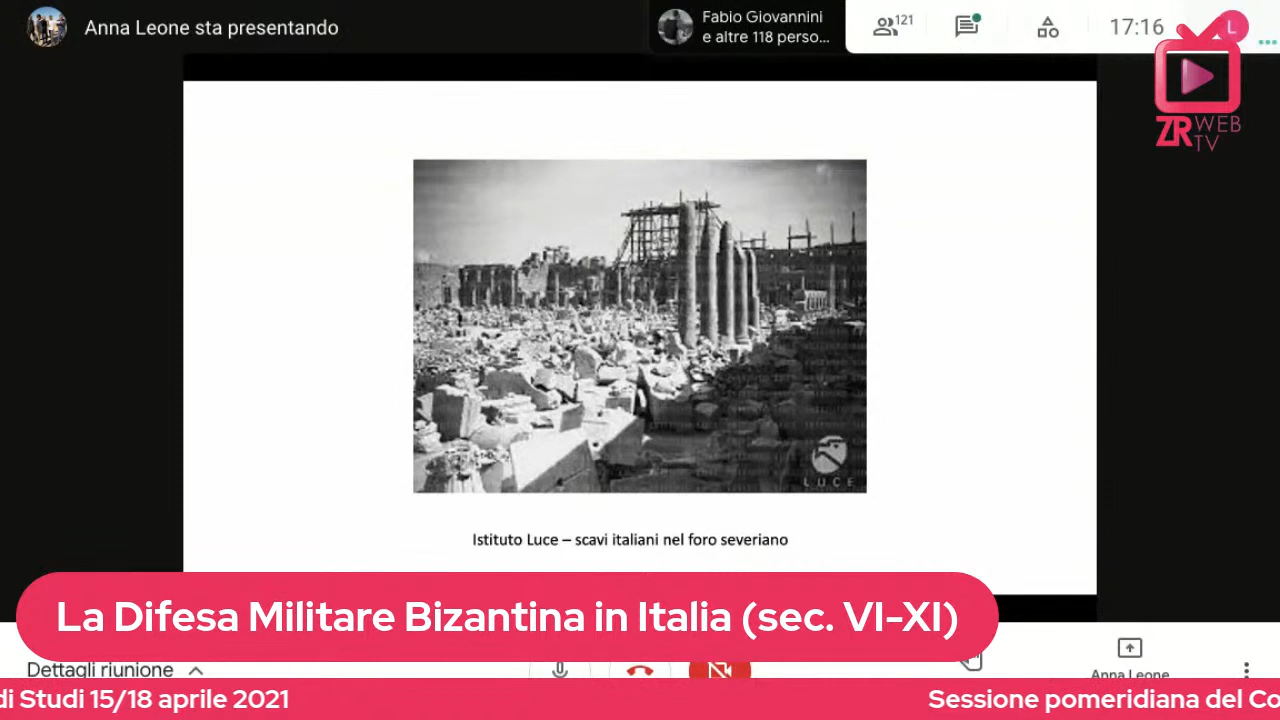 Anna Leone sta presentando
Fabio Giovannini
e altre 118 perso...
121
17:16
L
ZR WEB
TV
LUCE
Istituto Luce – scavi italiani nel foro severiano
La Difesa Militare Bizantina in Italia (sec. VI-XI)
Dettagli riunione
Anna Leone
di Studi 15/18 aprile 2021
Sessione pomeridiana del Co